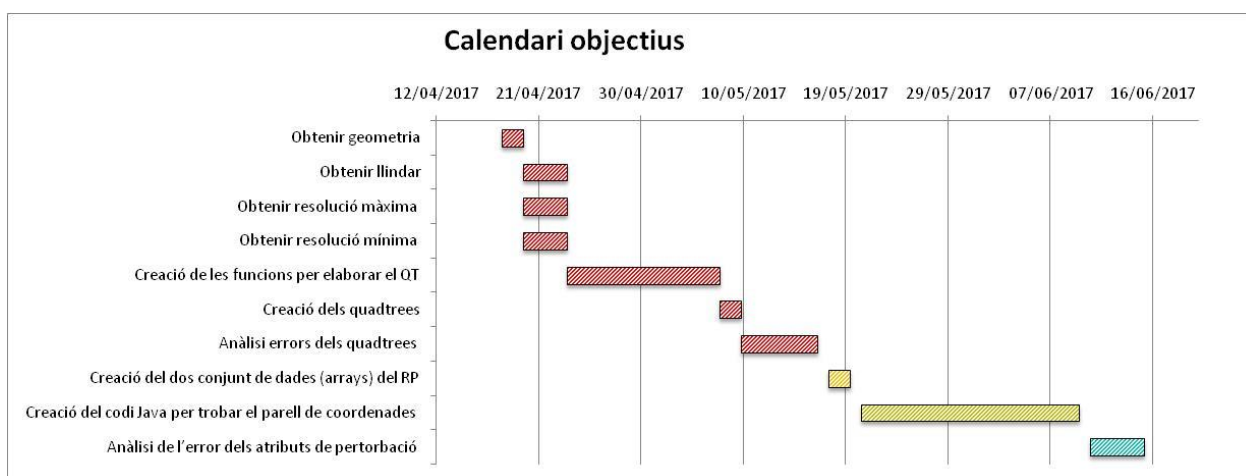 Calendari objectius
12/04/2017 21/04/2017 30/04/2017 10/05/2017 19/05/2017 29/05/2017 07/06/2017 16/06/2017
Obtenir geometria
Obtenir llindar
Obtenir resolució màxima
Obtenir resolució mínima
Creació de les funcions per elaborar el QT
Creació dels quadtrees
Anàlisi errors dels quadtrees
Creació del dos conjunt de dades (arrays) del RP
Creació del codi Java per trobar el parell de coordenades
Anàlisi de l'error dels atributs de pertorbació